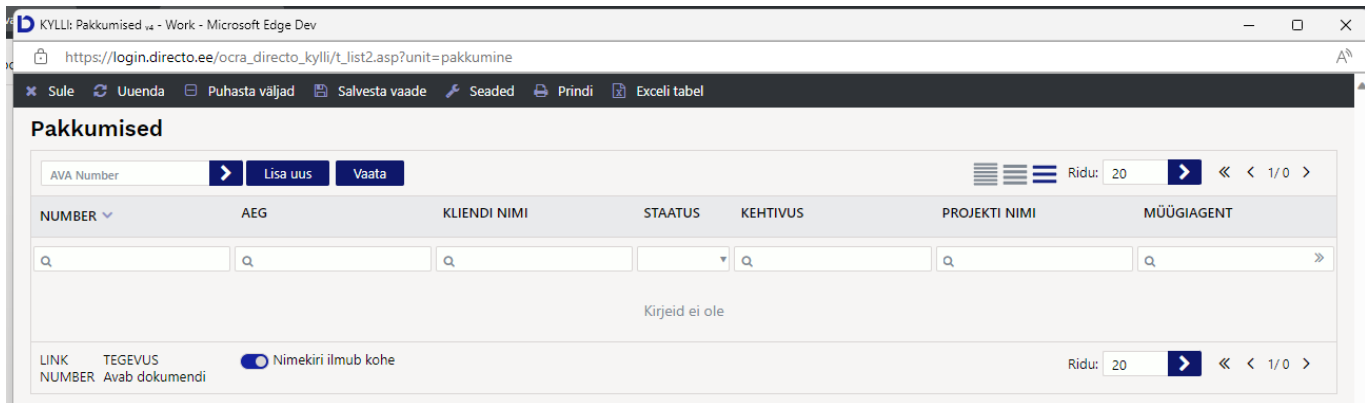 KYLLI: Pakkumised v4 - Work - Microsoft Edge Dev
https://login.directo.ee/ocra_directo_kylli/t_list2.asp?unit=pakkumine
Sule Uuenda Puhasta väljad Salvesta vaade Seaded Prindi Exceli tabel
Pakkumised
AVA Number Lisa uus Vaata Ridu: 20 1/0
NUMBER AEG KLIENDI NIMI STAATUS KEHTIVUS PROJEKTI NIMI MÜÜGIAGENT
Kirjeid ei ole
LINK TEGEVUS Nimekiri ilmub kohe Ridu: 20 1/0
NUMBER Avab dokumendi